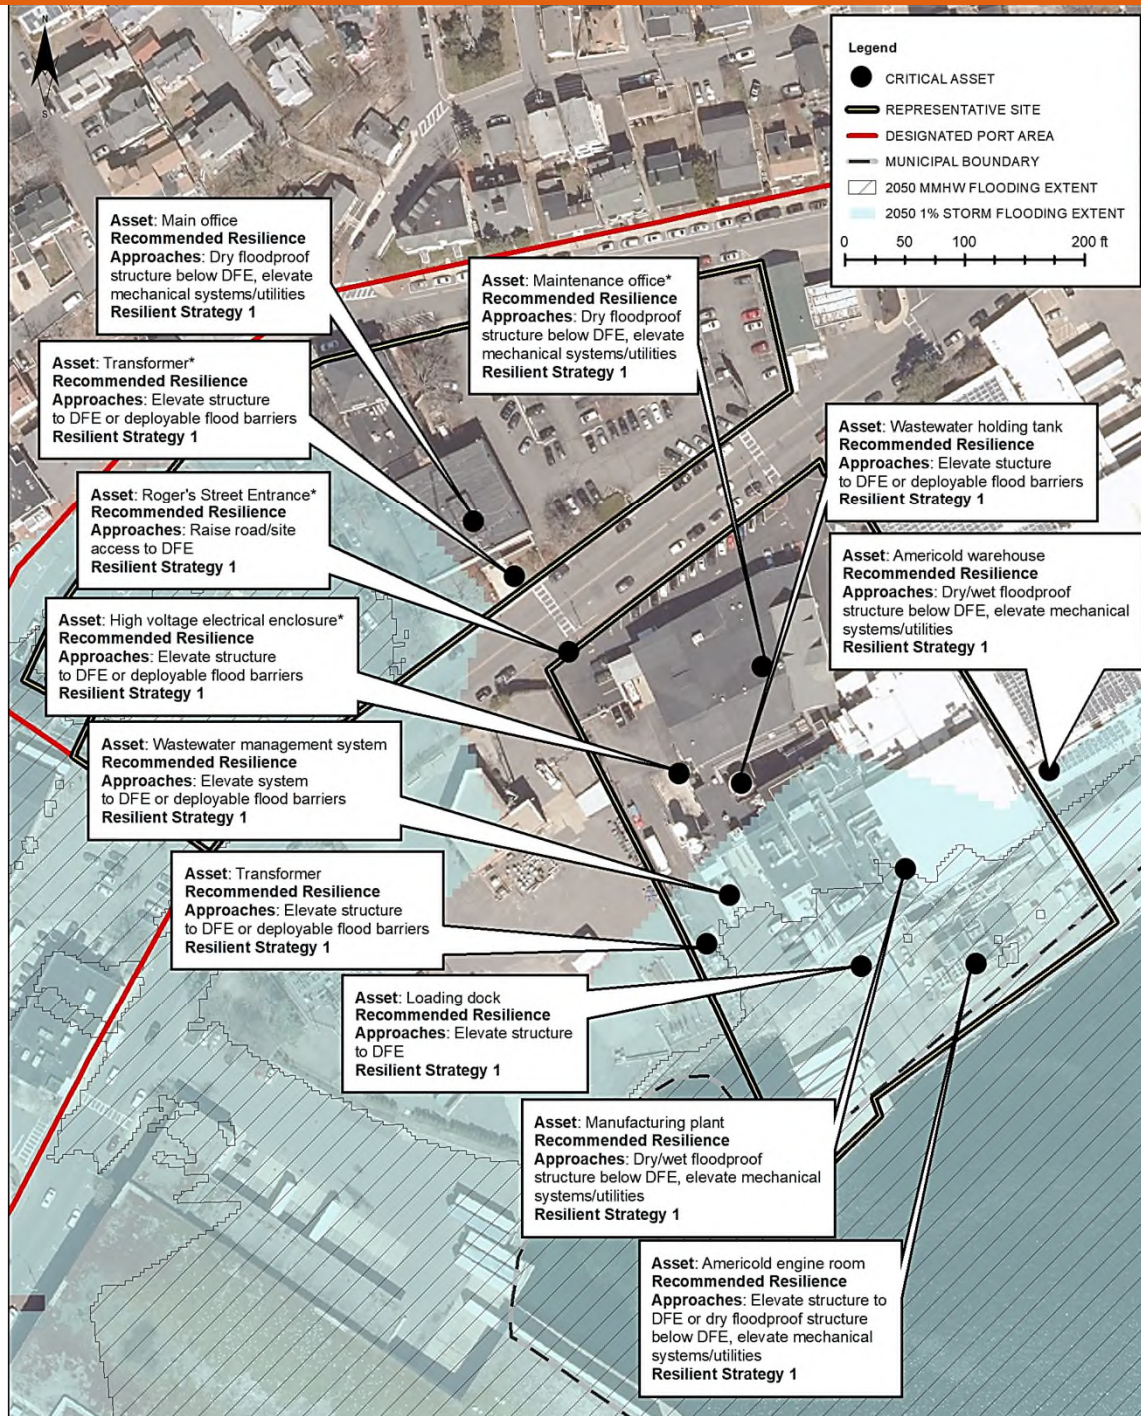 N
S
Legend
CRITICAL ASSET
REPRESENTATIVE SITE
DESIGNATED PORT AREA
MUNICIPAL BOUNDARY
2050 MMHW FLOODING EXTENT
2050 1% STORM FLOODING EXTENT
0 50 100 200 ft
Asset: Main office
Recommended Resilience
Approaches: Dry floodproof
structure below DFE, elevate
mechanical systems/utilities
Resilient Strategy 1
Asset: Maintenance office*
Recommended Resilience
Approaches: Dry floodproof
structure below DFE, elevate
mechanical systems/utilities
Resilient Strategy 1
Asset: Transformer*
Recommended Resilience
Approaches: Elevate structure
to DFE or deployable flood barriers
Resilient Strategy 1
Asset: Wastewater holding tank
Recommended Resilience
Approaches: Elevate stucture
to DFE or deployable flood barriers
Resilient Strategy 1
Asset: Roger's Street Entrance*
Recommended Resilience
Approaches: Raise road/site
access to DFE
Resilient Strategy 1
Asset: Americold warehouse
Recommended Resilience
Approaches: Dry/wet floodproof
structure below DFE, elevate mechanical
systems/utilities
Resilient Strategy 1
Asset: High voltage electrical enclosure*
Recommended Resilience
Approaches: Elevate structure
to DFE or deployable flood barriers
Resilient Strategy 1
Asset: Wastewater management system
Recommended Resilience
Approaches: Elevate system
to DFE or deployable flood barriers
Resilient Strategy 1
Asset: Transformer
Recommended Resilience
Approaches: Elevate structure
to DFE or deployable flood barriers
Resilient Strategy 1
Asset: Loading dock
Recommended Resilience
Approaches: Elevate structure
to DFE
Resilient Strategy 1
Asset: Manufacturing plant
Recommended Resilience
Approaches: Dry/wet floodproof
structure below DFE, elevate mechanical
systems/utilities
Resilient Strategy 1
Asset: Americold engine room
Recommended Resilience
Approaches: Elevate structure to
DFE or dry floodproof structure
below DFE, elevate mechanical
systems/utilities
Resilient Strategy 1